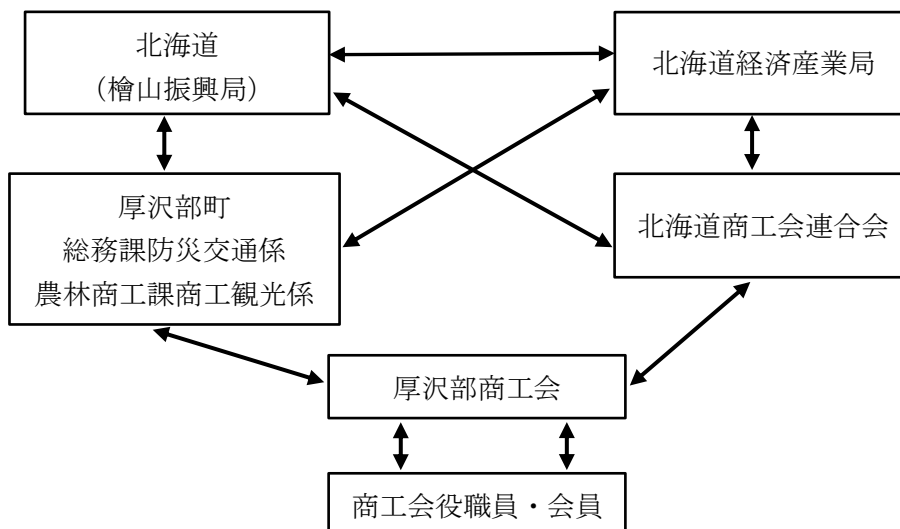 北海道
（檜山振興局）
北海道経済産業局
厚沢部町
総務課防災交通係
農林商工課商工観光係
北海道商工会連合会
厚沢部商工会
商工会役職員・会員